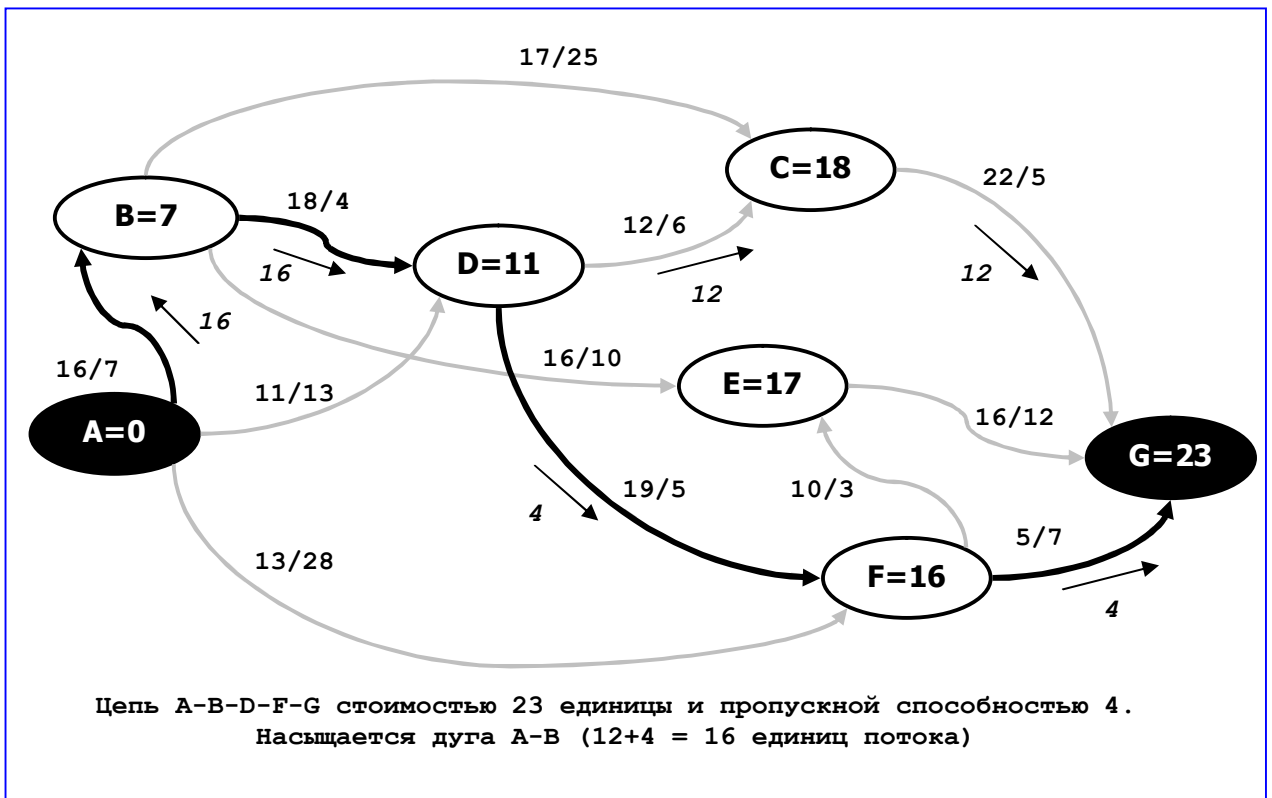 17/25
C=18
22/5
18/4
B=7
12/6
16
D=11
12
12
16
16/7
16/10
11/13
E=17
16/12
A=0
G=23
19/5
10/3
4
5/7
13/28
F=16
4
Цепь A-B-D-F-G стоимостью 23 единицы и пропускной способностью 4.
Насыщается дуга A-B (12+4 = 16 единиц потока)